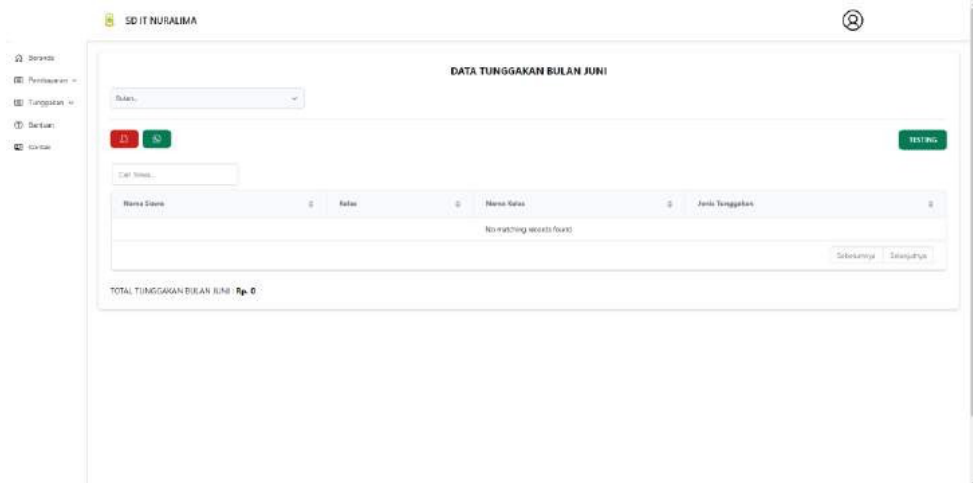 SD IT NURALIMA
Beranda
Pembayaran
Tunggakan
Bantuan
Kontak
DATA TUNGGAKAN BULAN JUNI
Bulan..
TESTING
Cari Siswa..
Nama Siswa Kelas Nama Kelas Jenis Tunggakan
No matching records found
Sebelumnya Selanjutnya
TOTAL TUNGGAKAN BULAN JUNI : Rp. 0